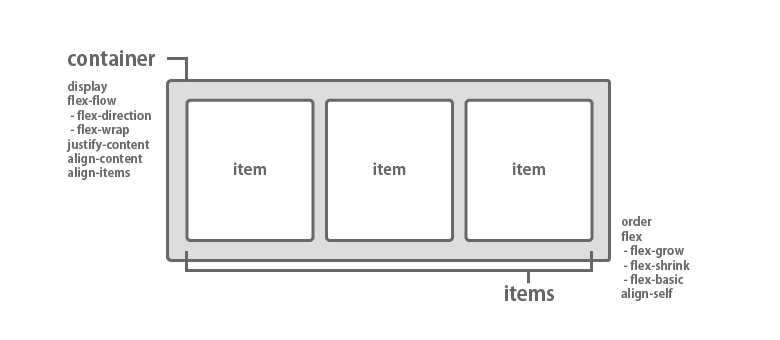 container
display
flex-flow
- flex-direction
- flex-wrap
justify-content
align-content
align-items
item item item
order
flex
- flex-grow
- flex-shrink
- flex-basic
align-self
items